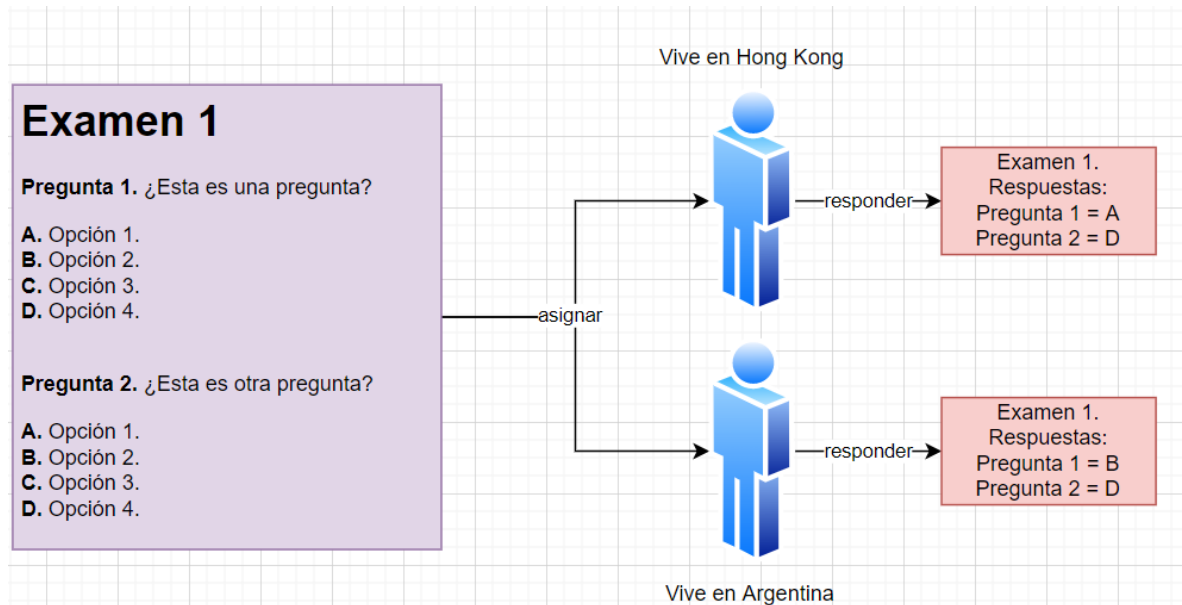 Examen 1
Pregunta 1. ¿Esta es una pregunta?
A. Opción 1.
B. Opción 2.
C. Opción 3.
D. Opción 4.
Pregunta 2. ¿Esta es otra pregunta?
A. Opción 1.
B. Opción 2.
C. Opción 3.
D. Opción 4.
asignar
Vive en Hong Kong
responder
Examen 1.
Respuestas:
Pregunta 1 = A
Pregunta 2 = D
responder
Examen 1.
Respuestas:
Pregunta 1 = B
Pregunta 2 = D
Vive en Argentina